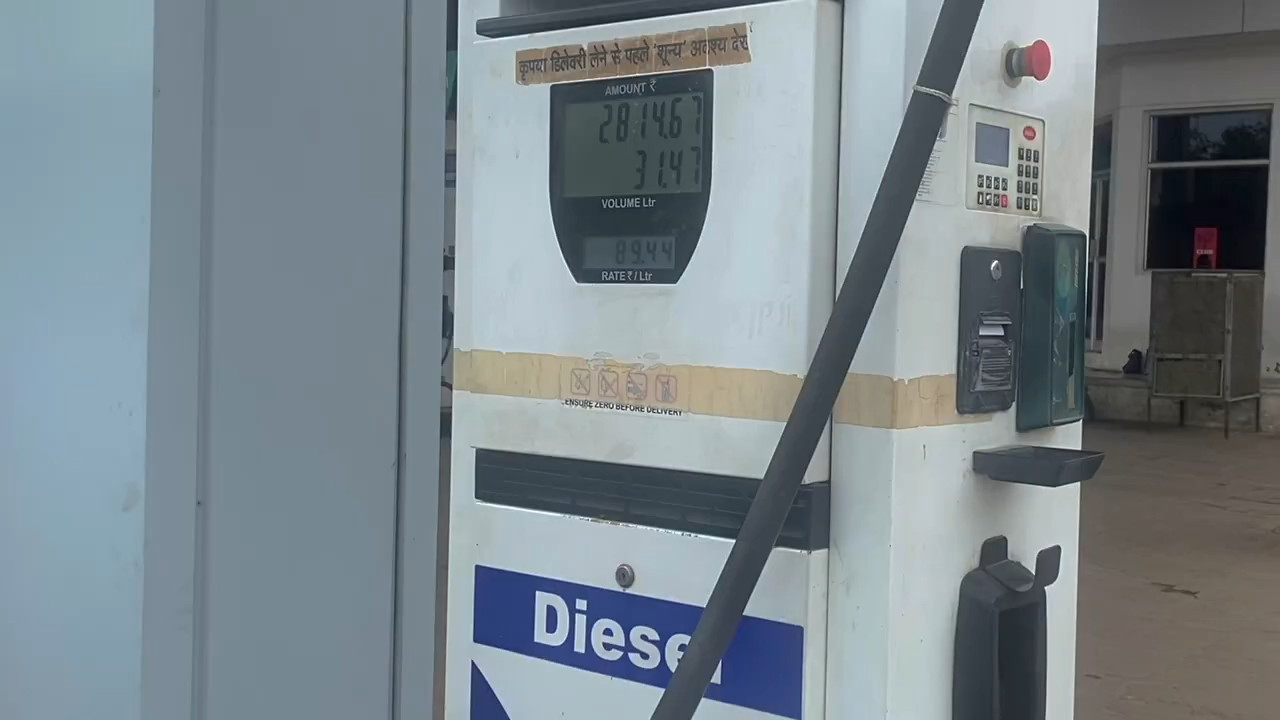 कृपया डिलेवरी लेने से पहले 'शून्य' अवश्य देखें
AMOUNT ₹
2814.67
31.47
VOLUME Ltr
89.44
RATE ₹ / Ltr
ENSURE ZERO BEFORE DELIVERY
Diesel